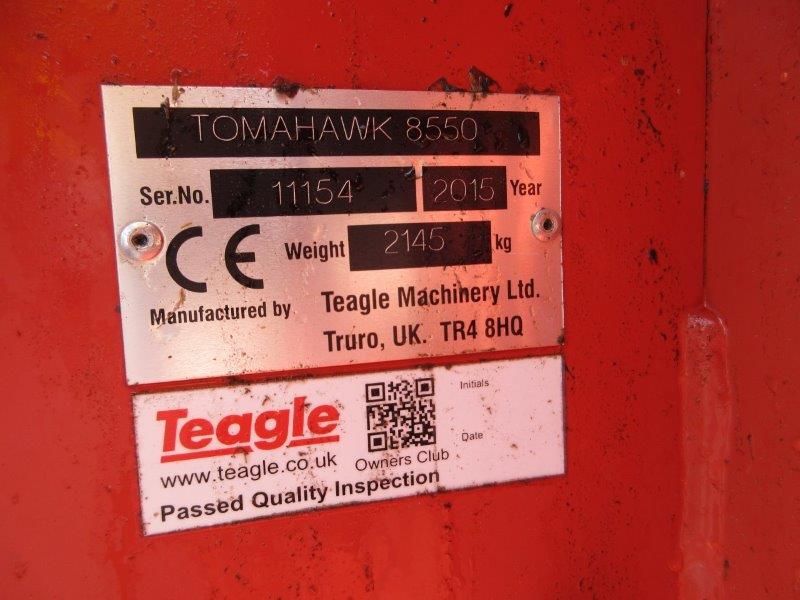 TOMAHAWK 8550
Ser.No. 11154 2015 Year
CE Weight 2145 kg
Manufactured by Teagle Machinery Ltd.
Truro, UK. TR4 8HQ
Teagle
www.teagle.co.uk
Passed Quality Inspection
Owners Club
Initials
Date